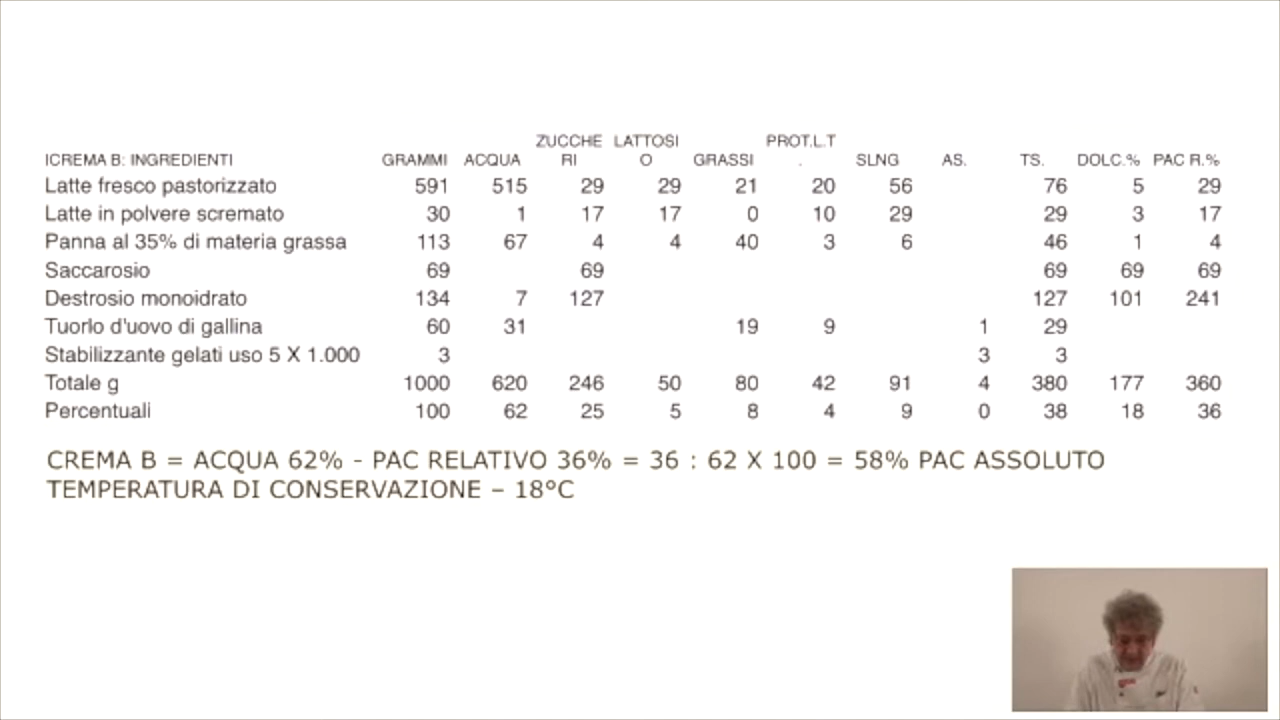 ZUCCHE LATTOSI PROT.L.T
ICREMA B: INGREDIENTI GRAMMI ACQUA RI O GRASSI . SLNG AS. TS. DOLC.% PAC R.%
Latte fresco pastorizzato 591 515 29 29 21 20 56 76 5 29
Latte in polvere scremato 30 1 17 17 0 10 29 29 3 17
Panna al 35% di materia grassa 113 67 4 4 40 3 6 46 1 4
Saccarosio 69 69 69 69 69
Destrosio monoidrato 134 7 127 127 101 241
Tuorlo d'uovo di gallina 60 31 19 9 1 29
Stabilizzante gelati uso 5 X 1.000 3 3 3
Totale g 1000 620 246 50 80 42 91 4 380 177 360
Percentuali 100 62 25 5 8 4 9 0 38 18 36
CREMA B = ACQUA 62% - PAC RELATIVO 36% = 36 : 62 X 100 = 58% PAC ASSOLUTO
TEMPERATURA DI CONSERVAZIONE – 18°C